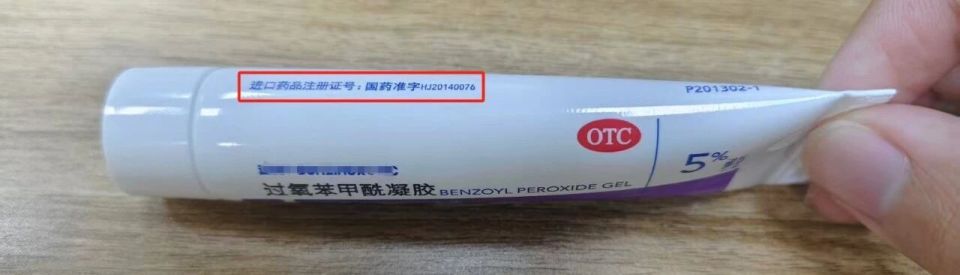 进口药品注册证号：国药准字HJ20140076
P201302-1
OTC
5%
过氧苯甲酰凝胶 BENZOYL PEROXIDE GEL